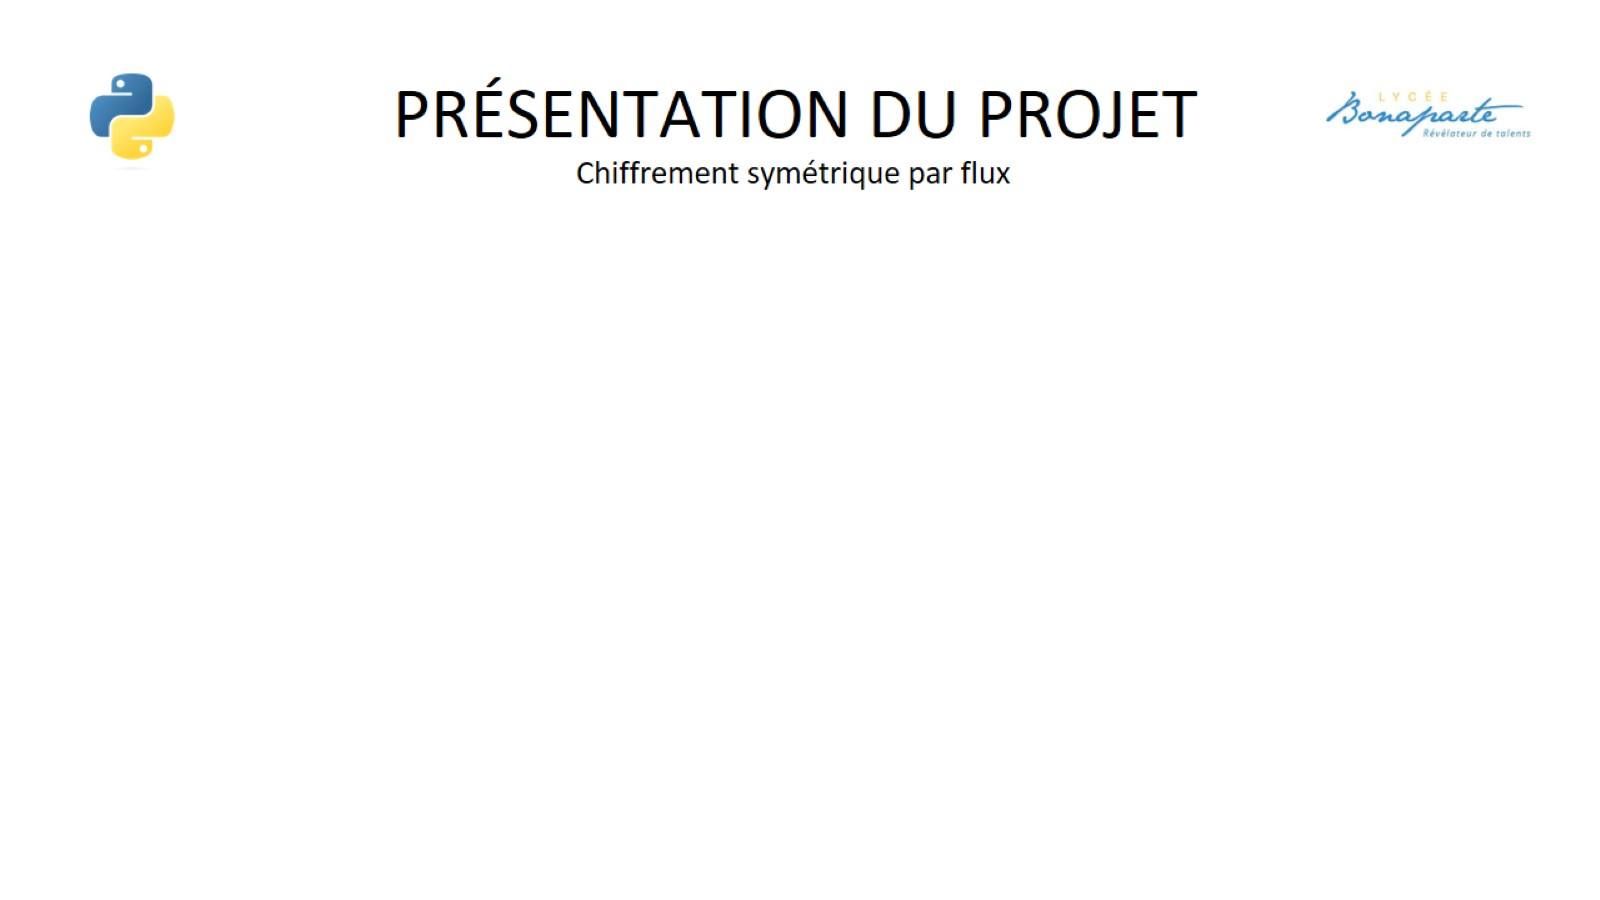 PRÉSENTATION DU PROJET
Chiffrement symétrique par flux
LYCÉE
Bonaparte
Révélateur de talents